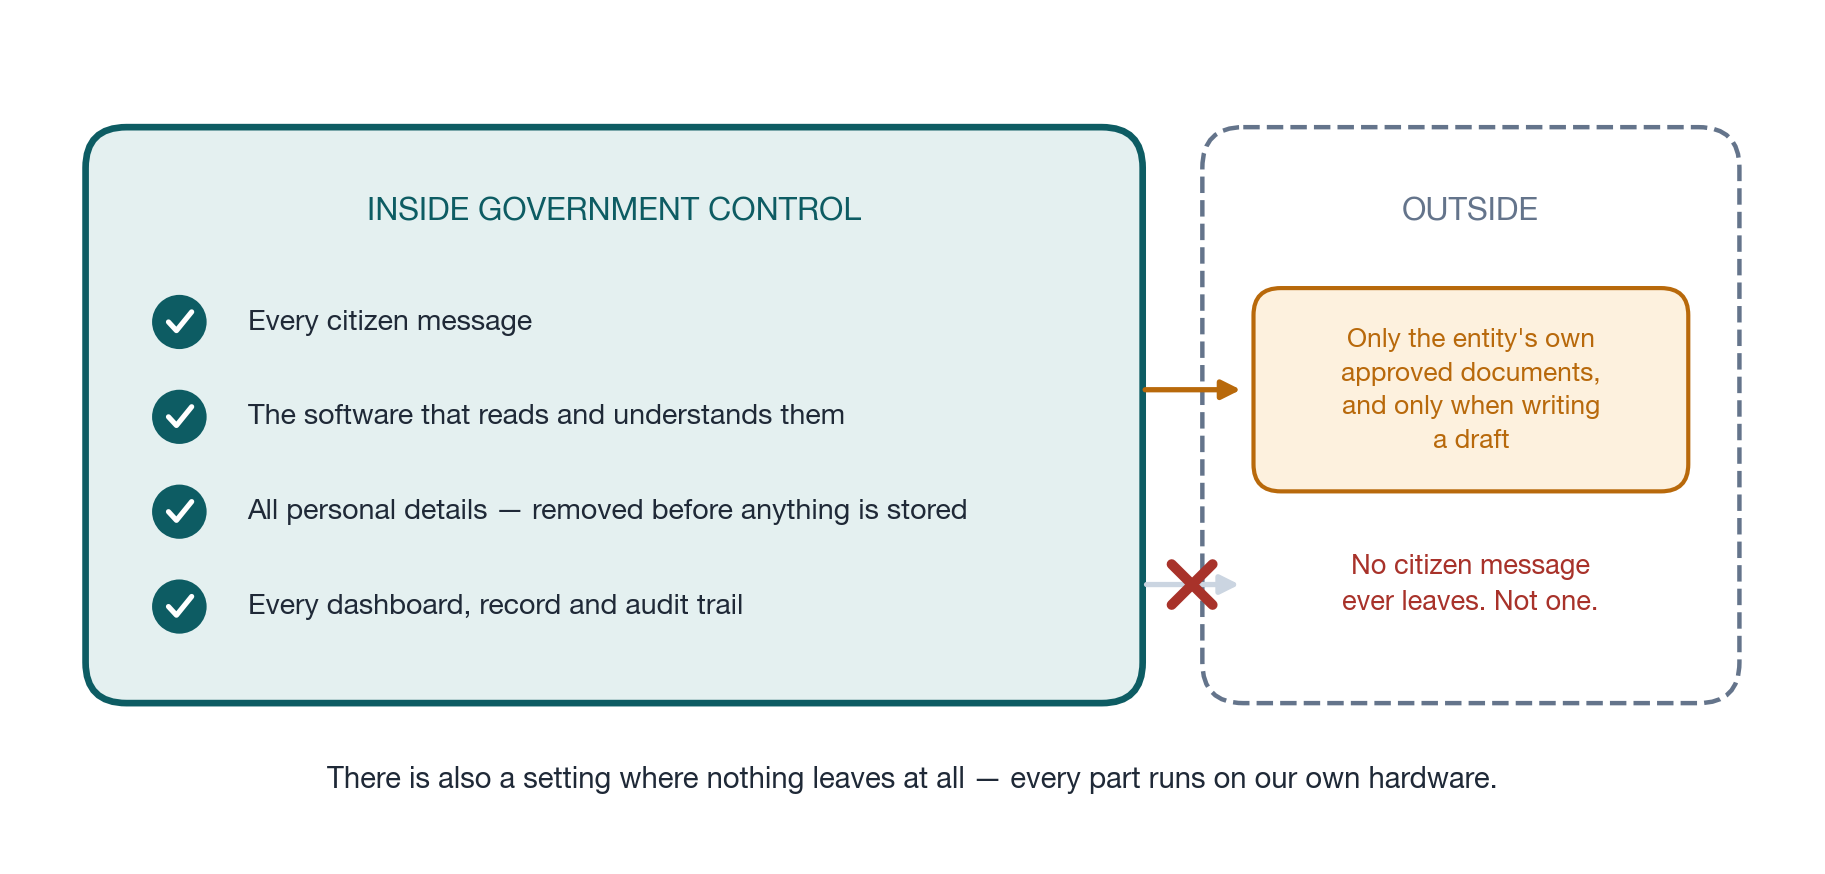 INSIDE GOVERNMENT CONTROL
Every citizen message
The software that reads and understands them
All personal details — removed before anything is stored
Every dashboard, record and audit trail
OUTSIDE
Only the entity's own
approved documents,
and only when writing
a draft
No citizen message
ever leaves. Not one.
There is also a setting where nothing leaves at all — every part runs on our own hardware.